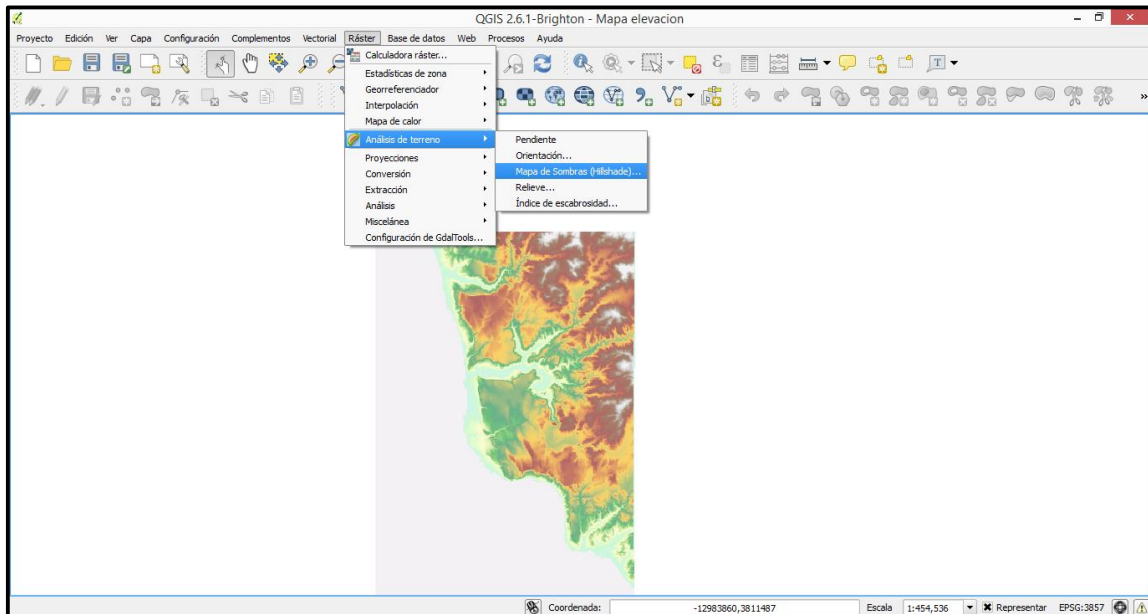 QGIS 2.6.1-Brighton - Mapa elevacion
Proyecto Edición Ver Capa Configuración Complementos Vectorial Ráster Base de datos Web Procesos Ayuda
Calculadora ráster...
Estadísticas de zona
Georreferenciador
Interpolación
Mapa de calor
Análisis de terreno
Proyecciones
Conversión
Extracción
Análisis
Miscelánea
Configuración de GdalTools...
Pendiente
Orientación...
Mapa de Sombras (Hillshade)...
Relieve...
Índice de escabrosidad...
Coordenada: -12983860,3811487 Escala 1:454,536 Representar EPSG:3857